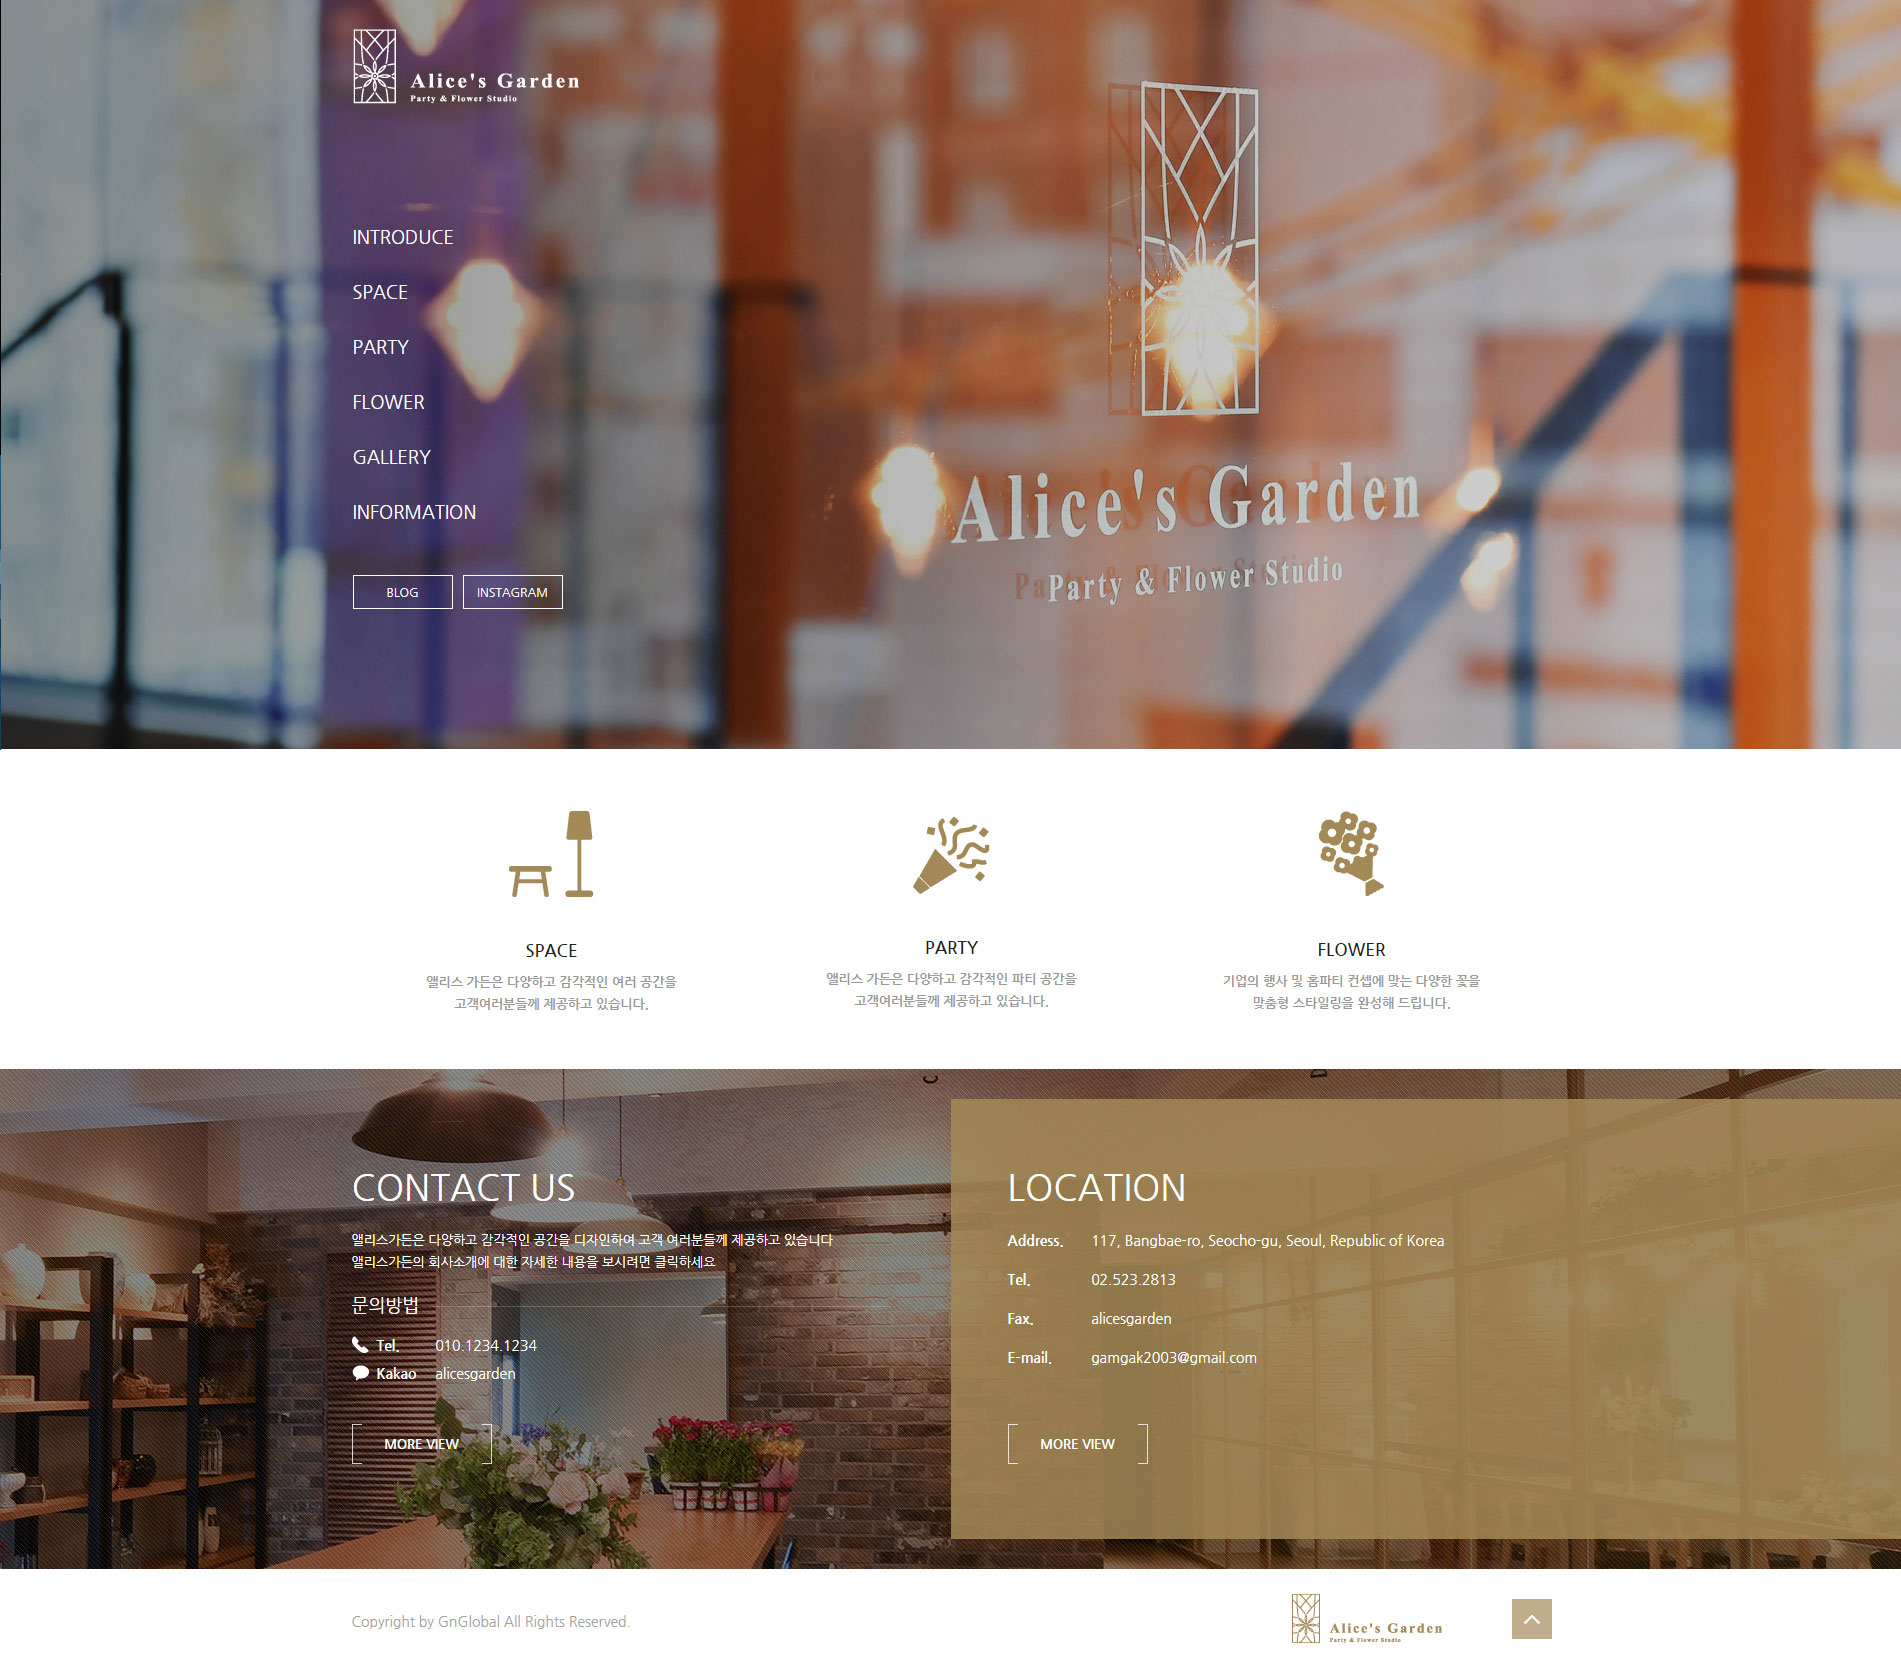 Alice's Garden
Party & Flower Studio
INTRODUCE
SPACE
PARTY
FLOWER
GALLERY
INFORMATION
BLOG
INSTAGRAM
Alice's Garden
Party & Flower Studio
SPACE
앨리스 가든은 다양하고 감각적인 여러 공간을
고객여러분들께 제공하고 있습니다.
PARTY
앨리스 가든은 다양하고 감각적인 파티 공간을
고객여러분들께 제공하고 있습니다.
FLOWER
기업의 행사 및 홈파티 컨셉에 맞는 다양한 꽃을
맞춤형 스타일링을 완성해 드립니다.
CONTACT US
앨리스가든은 다양하고 감각적인 공간을 디자인하여 고객 여러분들께 제공하고 있습니다
앨리스가든의 회사소개에 대한 자세한 내용을 보시려면 클릭하세요
문의방법
Tel. 010.1234.1234
Kakao alicesgarden
MORE VIEW
LOCATION
Address. 117, Bangbae-ro, Seocho-gu, Seoul, Republic of Korea
Tel. 02.523.2813
Fax. alicesgarden
E-mail. gamgak2003@gmail.com
MORE VIEW
Copyright by GnGlobal All Rights Reserved.
Alice's Garden
Party & Flower Studio